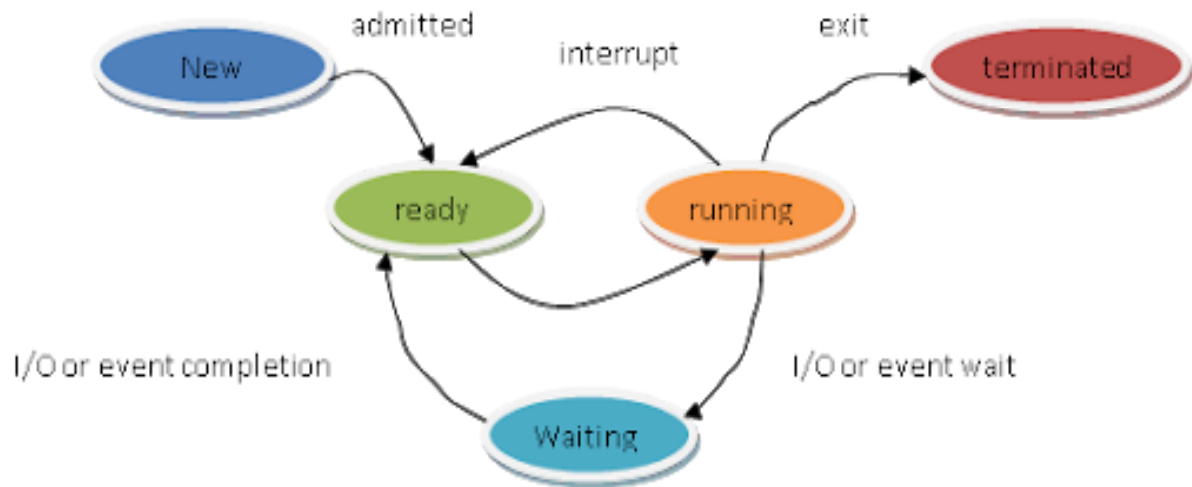 admitted
exit
New
interrupt
terminated
ready
running
I/O or event completion
I/O or event wait
Waiting